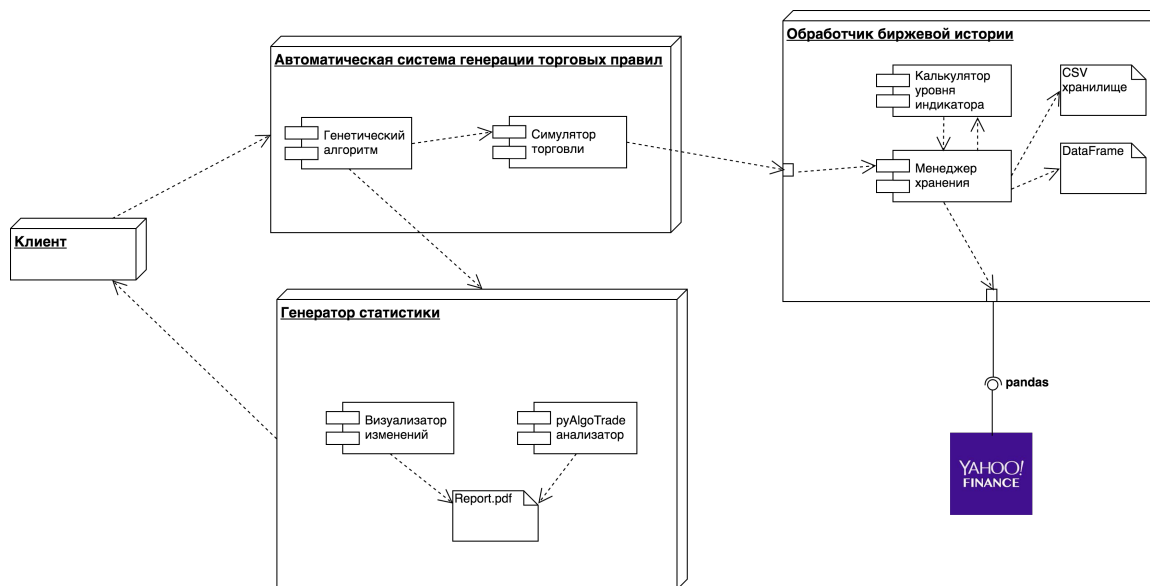 Обработчик биржевой истории
Автоматическая система генерации торговых правил
Калькулятор
уровня
индикатора
CSV
хранилище
Генетический
алгоритм
Симулятор
торговли
DataFrame
Менеджер
хранения
Клиент
Генератор статистики
pandas
Визуализатор
изменений
pyAlgoTrade
анализатор
YAHOO!
FINANCE
Report.pdf